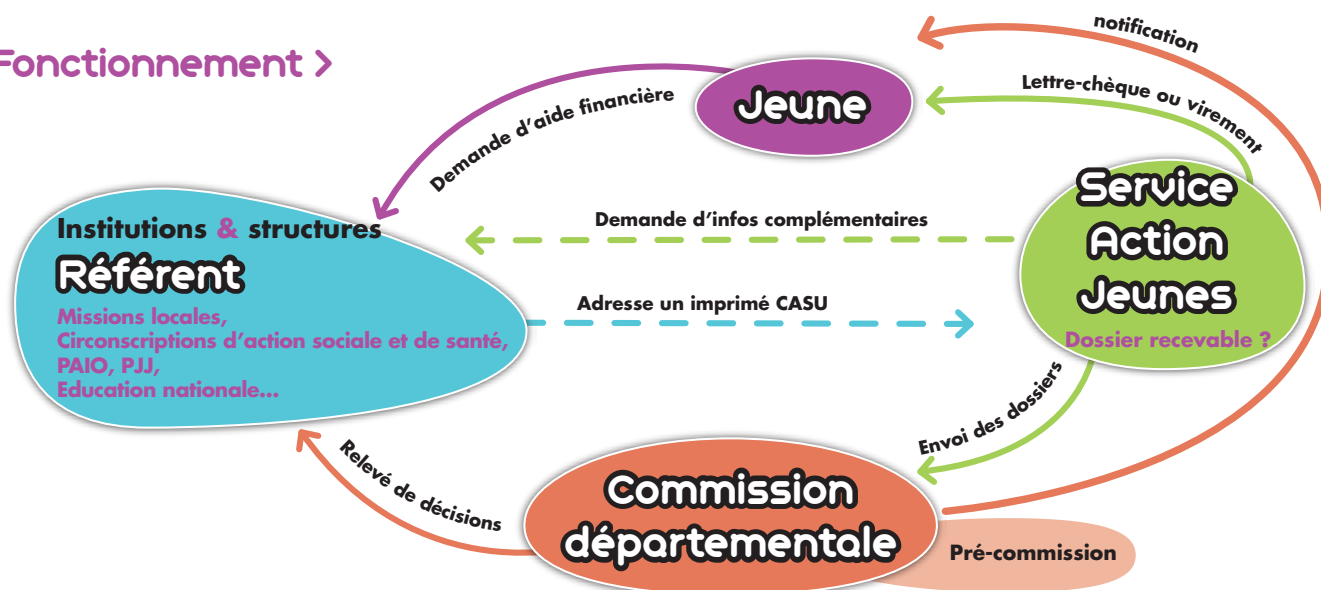 Fonctionnement >
notification
Lettre-chèque ou virement
Jeune
Demande d'aide financière
Service
Action
Jeunes
Dossier recevable ?
Demande d'infos complémentaires
Institutions & structures
Référent
Missions locales,
Circonscriptions d'action sociale et de santé,
PAIO, PJJ,
Education nationale...
Adresse un imprimé CASU
Envoi des dossiers
Relevé de décisions
Commission
départementale
Pré-commission